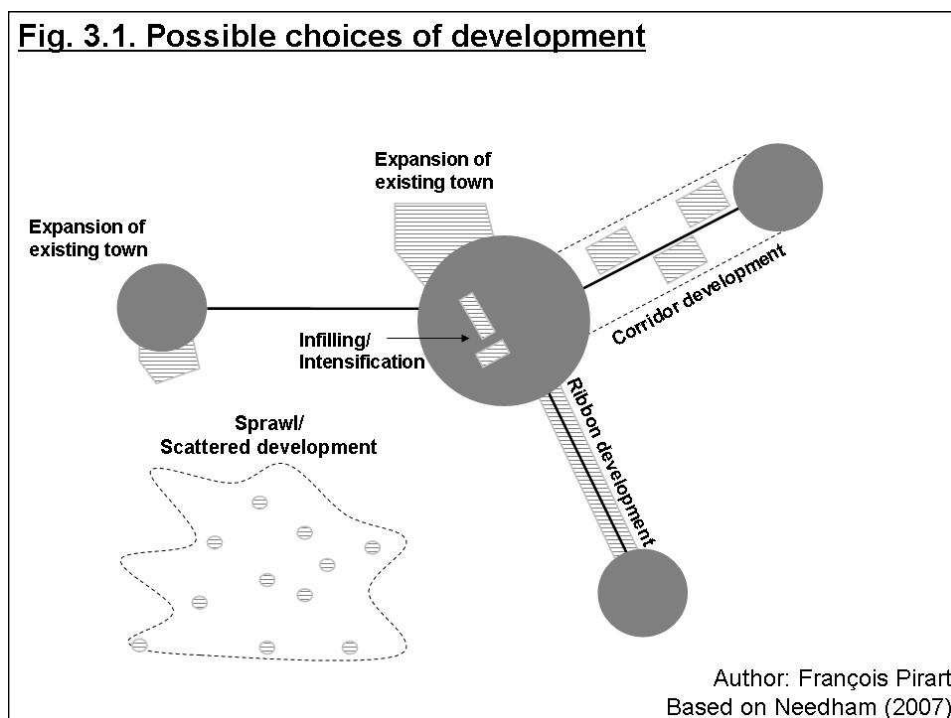 Fig. 3.1. Possible choices of development
Expansion of
existing town
Expansion of
existing town
Corridor development
Infilling/
Intensification
Ribbon development
Sprawl/
Scattered development
Author: François Pirart
Based on Needham (2007)